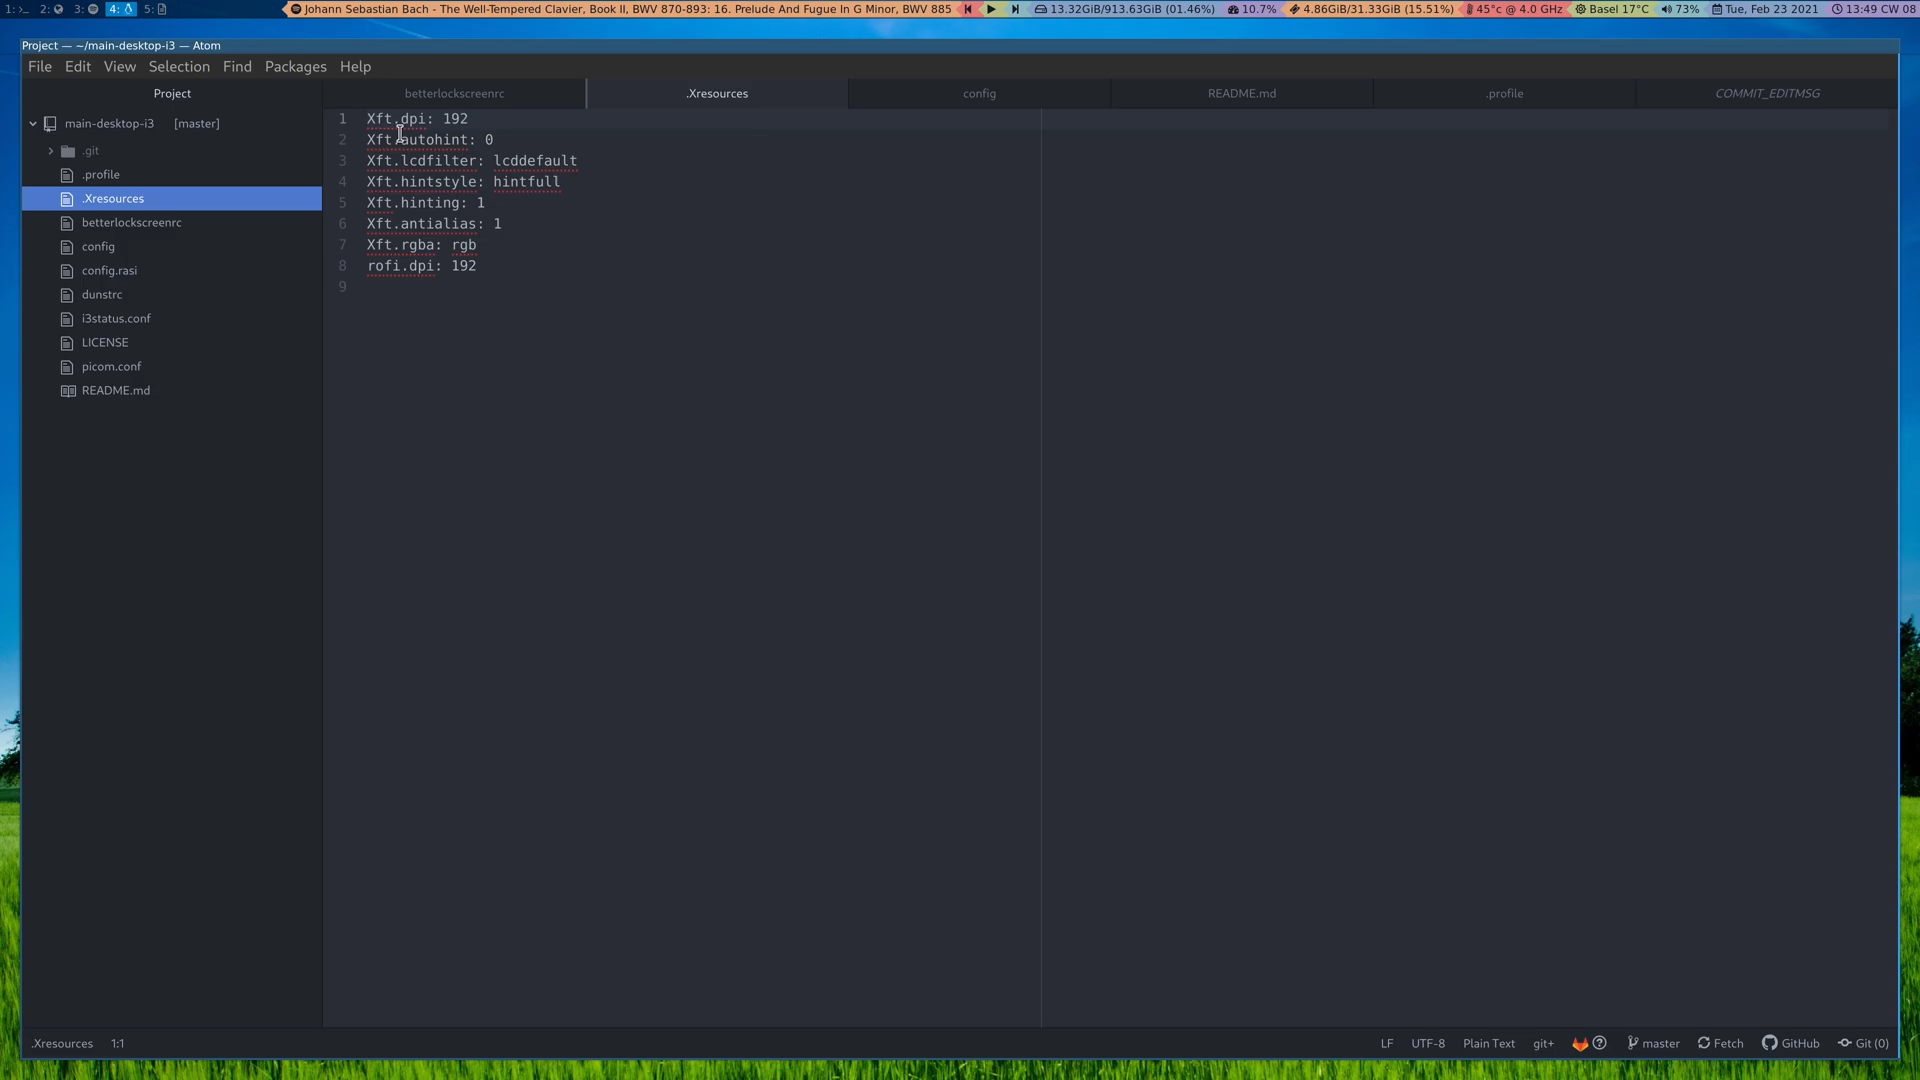 1: >_ 2: 3: 4: 5: Johann Sebastian Bach - The Well-Tempered Clavier, Book II, BWV 870-893: 16. Prelude And Fugue In G Minor, BWV 885 13.32GiB/913.63GiB (01.46%) 10.7% 4.86GiB/31.33GiB (15.51%) 45°c @ 4.0 GHz Basel 17°C 73% Tue, Feb 23 2021 13:49 CW 08
Project — ~/main-desktop-i3 — Atom
File Edit View Selection Find Packages Help
Project
betterlockscreenrc .Xresources config README.md .profile COMMIT_EDITMSG
main-desktop-i3 [master]
.git
.profile
.Xresources
betterlockscreenrc
config
config.rasi
dunstrc
i3status.conf
LICENSE
picom.conf
README.md
1 Xft.dpi: 192
2 Xft.autohint: 0
3 Xft.lcdfilter: lcddefault
4 Xft.hintstyle: hintfull
5 Xft.hinting: 1
6 Xft.antialias: 1
7 Xft.rgba: rgb
8 rofi.dpi: 192
9
.Xresources 1:1 LF UTF-8 Plain Text git+ master Fetch GitHub Git (0)